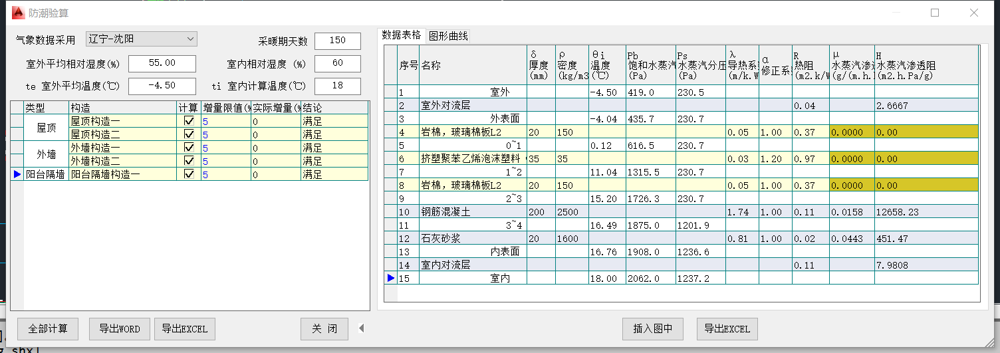 防潮验算
气象数据采用 辽宁-沈阳 采暖期天数 150
室外平均相对湿度(%) 55.00 室内相对湿度 (%) 60
te 室外平均温度(℃) -4.50 ti 室内计算温度(℃) 18
类型 构造 计算 增量限值(% 实际增量(% 结论
屋顶 屋顶构造一 5 0 满足
屋顶构造二 5 0 满足
外墙 外墙构造一 5 0 满足
外墙构造二 5 0 满足
阳台隔墙 阳台隔墙构造一 5 0 满足
全部计算 导出WORD 导出EXCEL 关 闭
数据表格 图形曲线
序号 名称 δ 厚度 (mm) ρ 密度 (kg/m3 θi 温度 (℃) Pb 饱和水蒸汽 (Pa) Ps 水蒸汽分压 (Pa) λ 导热系 (m/k.W α 修正系 R 热阻 (m2.k/W μ 水蒸汽渗 (g/(m.h. H 水蒸汽渗透阻 (m2.h.Pa/g)
1 室外 -4.50 419.0 230.5
2 室外对流层 0.04 2.6667
3 外表面 -4.04 435.7 230.7
4 岩棉，玻璃棉板L2 20 150 0.05 1.00 0.37 0.0000 0.00
5 0~1 0.12 616.5 230.7
6 挤塑聚苯乙烯泡沫塑料 35 35 0.03 1.20 0.97 0.0000 0.00
7 1~2 11.04 1315.5 230.7
8 岩棉，玻璃棉板L2 20 150 0.05 1.00 0.37 0.0000 0.00
9 2~3 15.20 1726.3 230.7
10 钢筋混凝土 200 2500 1.74 1.00 0.11 0.0158 12658.23
11 3~4 16.49 1875.0 1201.9
12 石灰砂浆 20 1600 0.81 1.00 0.02 0.0443 451.47
13 内表面 16.76 1908.0 1236.6
14 室内对流层 0.11 7.9808
15 室内 18.00 2062.0 1237.2
插入图中 导出EXCEL